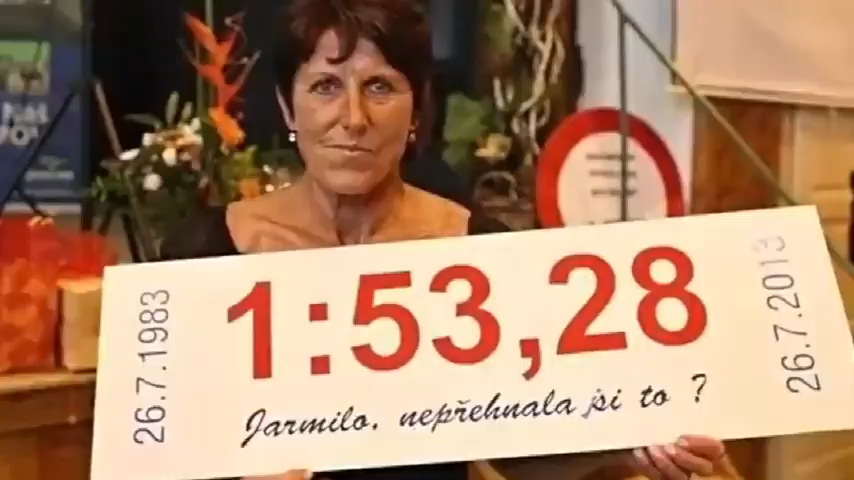 26.7.1983
1:53,28
Jarmilo, nepřehnala jsi to ?
26.7.2013